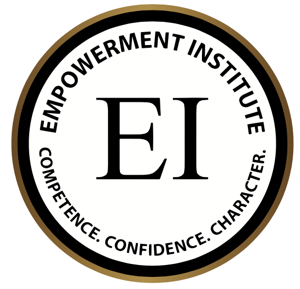 EMPOWERMENT INSTITUTE
EI
COMPETENCE. CONFIDENCE. CHARACTER.